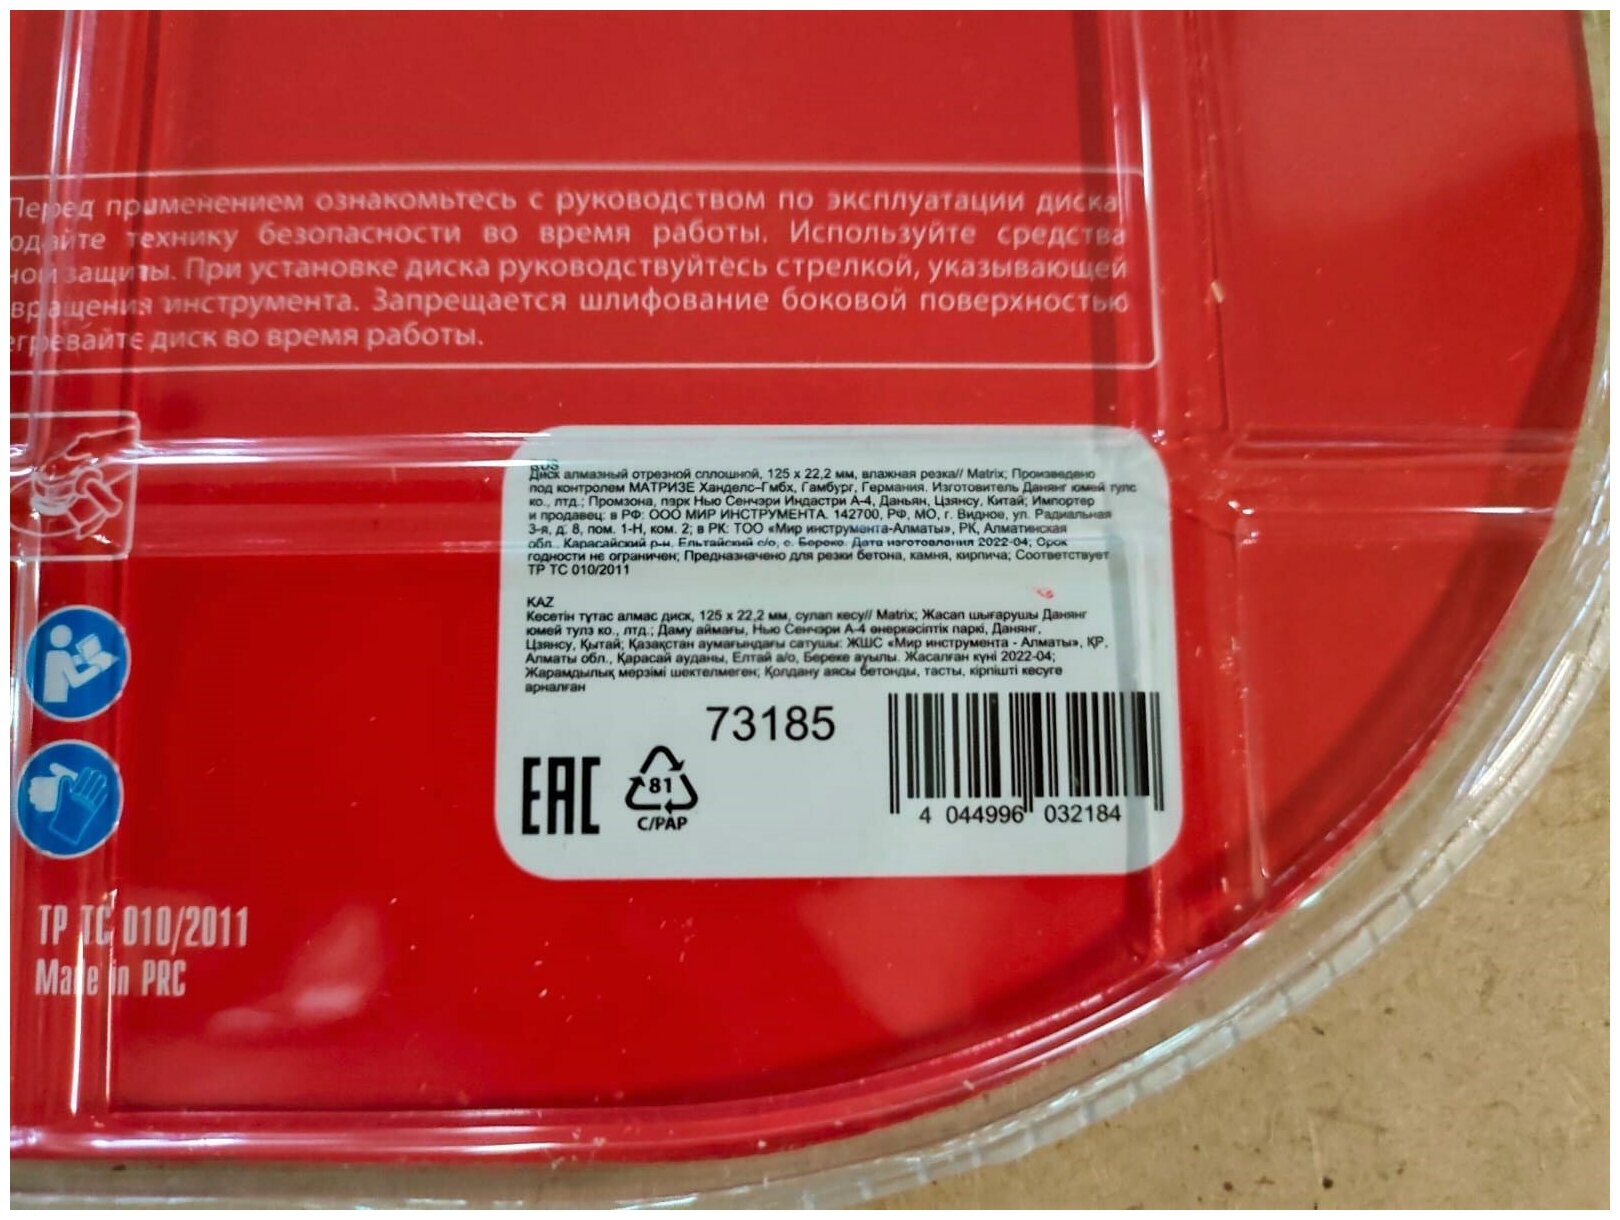 Перед применением ознакомьтесь с руководством по эксплуатации диска
одайте технику безопасности во время работы. Используйте средства
ной защиты. При установке диска руководствуйтесь стрелкой, указывающей
вращения инструмента. Запрещается шлифование боковой поверхностью
егревайте диск во время работы.
RUS
Диск алмазный отрезной сплошной, 125 x 22,2 мм, влажная резка// Matrix; Произведено
под контролем МАТРИЗЕ Ханделс-Гмбх, Гамбург, Германия. Изготовитель Данянг юмей тулс
ко., лтд.; Промзона, парк Нью Сенчэри Индастри А-4, Даньян, Цзянсу, Китай; Импортер
и продавец: в РФ: ООО МИР ИНСТРУМЕНТА. 142700, РФ, МО, г. Видное, ул. Радиальная
3-я, д. 8, пом. 1-Н, ком. 2; в РК: ТОО «Мир инструмента-Алматы», РК, Алматинская
обл., Карасайский р-н, Ельтайский с/о, с. Береке. Дата изготовления 2022-04; Срок
годности не ограничен; Предназначено для резки бетона, камня, кирпича; Соответствует
ТР ТС 010/2011
KAZ
Кесетін тұтас алмас диск, 125 x 22,2 мм, сулап кесу// Matrix; Жасап шығарушы Данянг
юмей тулз ко., лтд.; Даму аймағы, Нью Сенчэри А-4 өнеркәсіптік паркі, Данянг,
Цзянсу, Қытай; Қазақстан аумағындағы сатушы: ЖШС «Мир инструмента - Алматы», ҚР,
Алматы обл., Қарасай ауданы, Елтай а/о, Береке ауылы. Жасалған күні 2022-04;
Жарамдылық мерзімі шектелмеген; Қолдану аясы бетонды, тасты, кірпішті кесуге
арналған
73185
EAC
81
C/PAP
4 044996 032184
ТР ТС 010/2011
Made in PRC